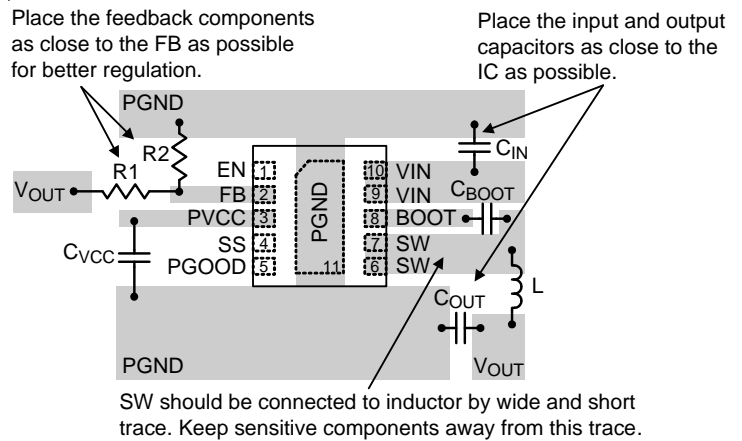 Place the feedback components
as close to the FB as possible
for better regulation.
Place the input and output
capacitors as close to the
IC as possible.
PGND
R2
R1
VOUT
CIN
EN 1
FB 2
PVCC 3
SS 4
PGOOD 5
PGND
11
10 VIN
9 VIN
8 BOOT
7 SW
6 SW
CBOOT
CVCC
COUT
L
PGND
VOUT
SW should be connected to inductor by wide and short
trace. Keep sensitive components away from this trace.